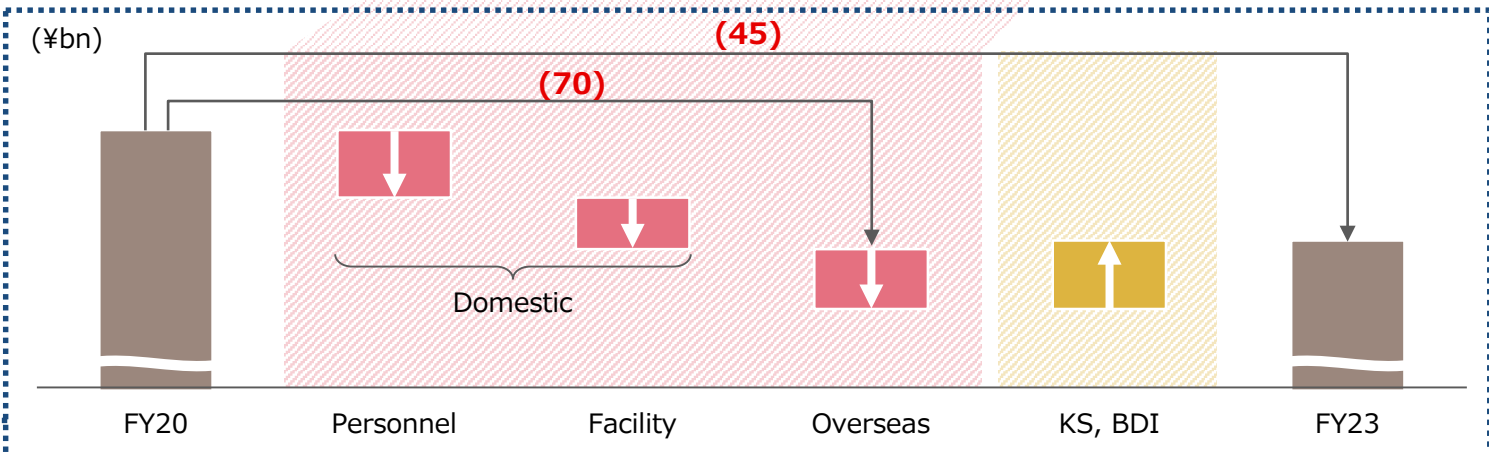 (¥bn)
(45)
(70)
Domestic
FY20
Personnel
Facility
Overseas
KS, BDI
FY23